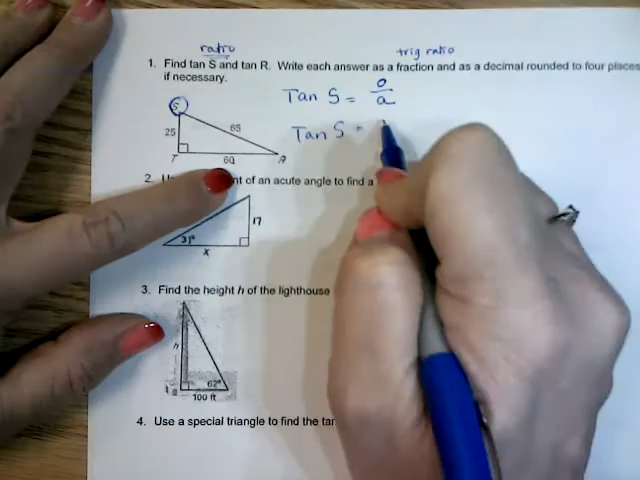 ratio
trig ratio
1. Find tan S and tan R. Write each answer as a fraction and as a decimal rounded to four places
if necessary.
Tan S = o/a
S
25
65
T
60
R
Tan S =
2.
nt of an acute angle to find a
17
31°
x
3. Find the height h of the lighthouse
h
62°
100 ft
4. Use a special triangle to find the tan